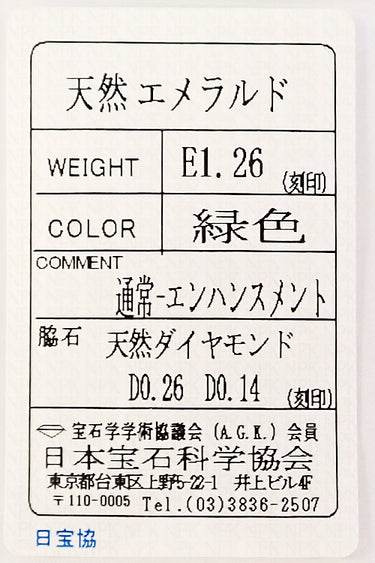 天然エメラルド
WEIGHT E1.26 (刻印)
COLOR 緑色
COMMENT
通常-エンハンスメント
脇石 天然ダイヤモンド
D0.26 D0.14 (刻印)
宝石学学術協議会 (A.G.K.) 会員
日本宝石科学協会
東京都台東区上野5-22-1 井上ビル4F
〒110-0005 Tel.(03)3836-2507
日宝協